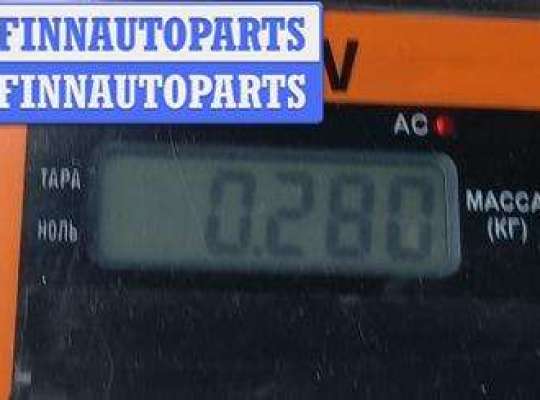 FINNAUTOPARTS
FINNAUTOPARTS
V
AC
ТАРА
НОЛЬ
0.280
МАССА
(КГ)